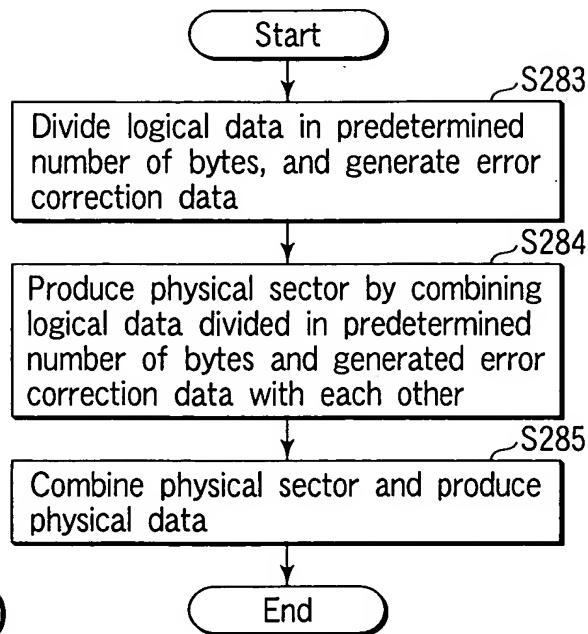 Start
S283
Divide logical data in predetermined
number of bytes, and generate error
correction data
S284
Produce physical sector by combining
logical data divided in predetermined
number of bytes and generated error
correction data with each other
S285
Combine physical sector and produce
physical data
End
)